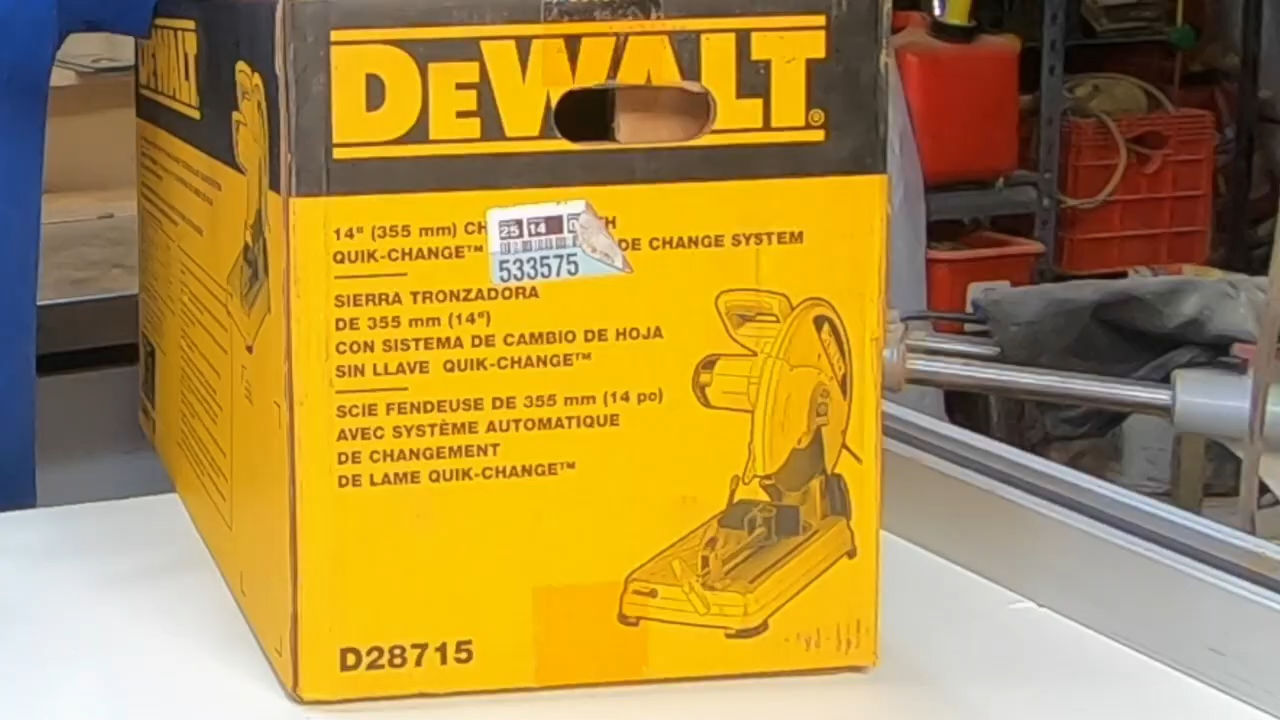 DEWALT®
DEWALT
14" (355 mm) CH
QUIK-CHANGE™ DE CHANGE SYSTEM
25 14
533575
SIERRA TRONZADORA
DE 355 mm (14")
CON SISTEMA DE CAMBIO DE HOJA
SIN LLAVE QUIK-CHANGE™
SCIE FENDEUSE DE 355 mm (14 po)
AVEC SYSTÈME AUTOMATIQUE
DE CHANGEMENT
DE LAME QUIK-CHANGE™
D28715